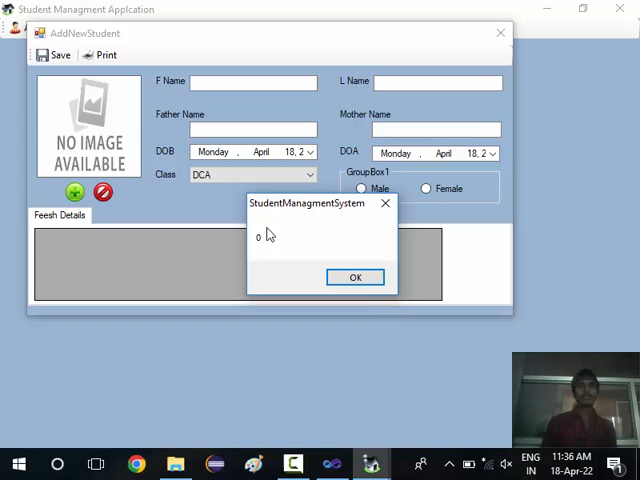 Student Managment Applcation
AddNewStudent
Save Print
NO IMAGE
AVAILABLE
F Name
L Name
Father Name
Mother Name
DOB Monday , April 18, 2
DOA Monday , April 18, 2
Class DCA
GroupBox1
Male Female
Feesh Details
StudentManagmentSystem
0
OK
ENG
IN
11:36 AM
18-Apr-22
1